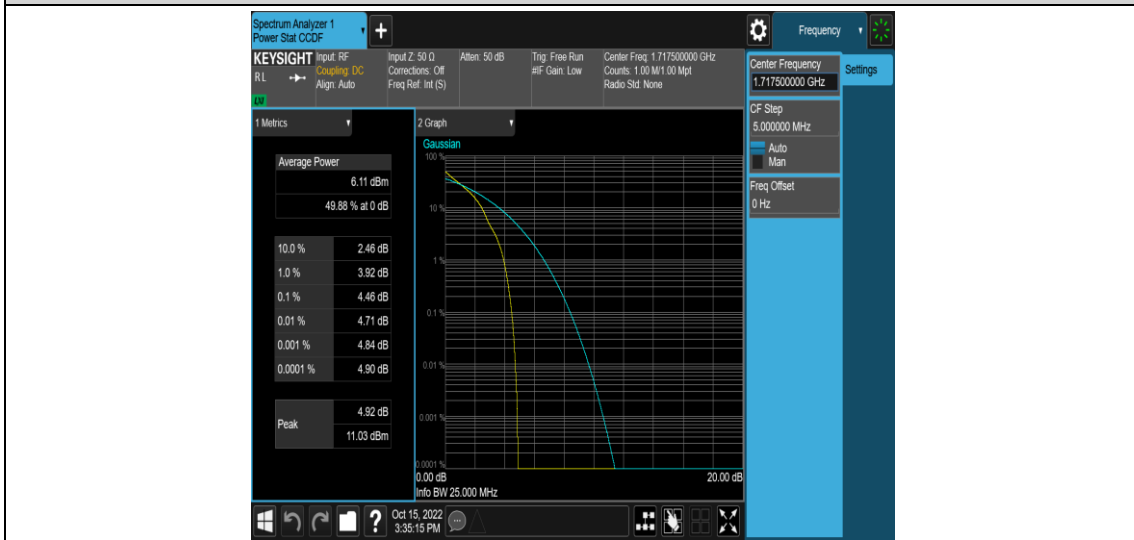 Spectrum Analyzer 1
Power Stat CCDF
+
Frequency
KEYSIGHT
RL
Input: RF
Coupling: DC
Align: Auto
Input Z: 50 Ω
Corrections: Off
Freq Ref: Int (S)
Atten: 50 dB
Trig: Free Run
#IF Gain: Low
Center Freq: 1.717500000 GHz
Counts: 1.00 M/1.00 Mpt
Radio Std: None
Center Frequency
1.717500000 GHz
Settings
CF Step
5.000000 MHz
Auto
Man
Freq Offset
0 Hz
1 Metrics
Average Power
6.11 dBm
49.88 % at 0 dB
10.0 % 2.46 dB
1.0 % 3.92 dB
0.1 % 4.46 dB
0.01 % 4.71 dB
0.001 % 4.84 dB
0.0001 % 4.90 dB
Peak
4.92 dB
11.03 dBm
2 Graph
Gaussian
100 %
10 %
1 %
0.1 %
0.01 %
0.001 %
0.0001 %
0.00 dB 20.00 dB
Info BW 25.000 MHz
?
Oct 15, 2022
3:35:15 PM